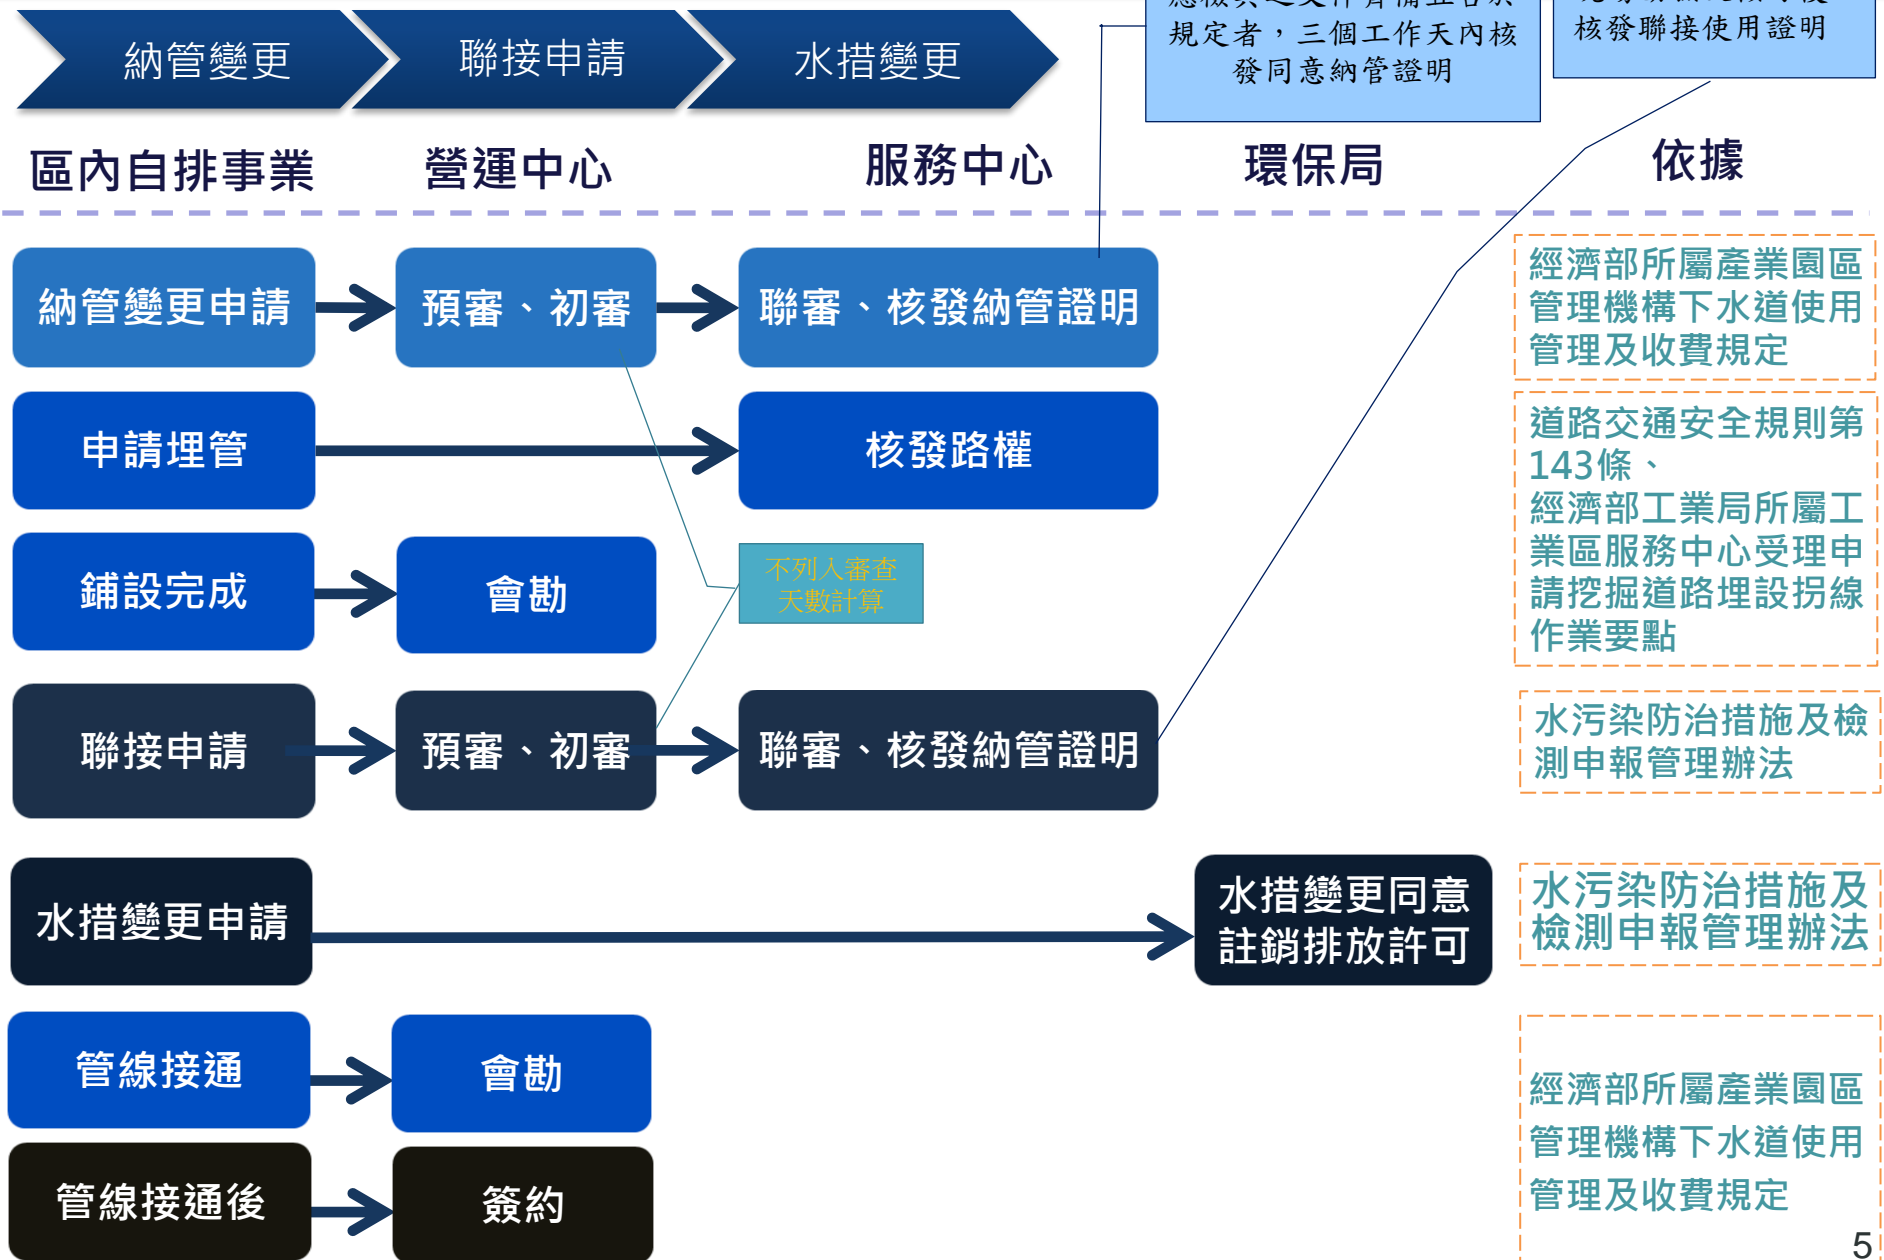 納管變更
聯接申請
水措變更
規定者，三個工作天內核
發同意納管證明
核發聯接使用證明
區內自排事業
營運中心
服務中心
環保局
依據
納管變更申請
預審、初審
聯審、核發納管證明
經濟部所屬產業園區
管理機構下水道使用
管理及收費規定
申請埋管
核發路權
道路交通安全規則第
143條、
經濟部工業局所屬工
業區服務中心受理申
請挖掘道路埋設拐線
作業要點
鋪設完成
會勘
不列入審查
天數計算
聯接申請
預審、初審
聯審、核發納管證明
水污染防治措施及檢
測申報管理辦法
水措變更申請
水措變更同意
註銷排放許可
水污染防治措施及
檢測申報管理辦法
管線接通
會勘
經濟部所屬產業園區
管理機構下水道使用
管理及收費規定
管線接通後
簽約
5